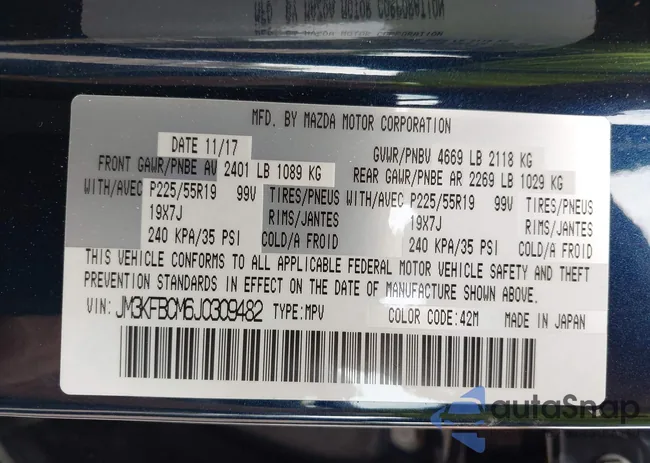 MFD. BY MAZDA MOTOR CORPORATION
DATE 11/17 GVWR/PNBV 4669 LB 2118 KG
FRONT GAWR/PNBE AV 2401 LB 1089 KG REAR GAWR/PNBE AR 2269 LB 1029 KG
WITH/AVEC P225/55R19 99V TIRES/PNEUS WITH/AVEC P225/55R19 99V TIRES/PNEUS
19X7J RIMS/JANTES 19X7J RIMS/JANTES
240 KPA/35 PSI COLD/A FROID 240 KPA/35 PSI COLD/A FROID
THIS VEHICLE CONFORMS TO ALL APPLICABLE FEDERAL MOTOR VEHICLE SAFETY AND THEFT
PREVENTION STANDARDS IN EFFECT ON THE DATE OF MANUFACTURE SHOWN ABOVE.
VIN: JM3KFBCM6J0309482 TYPE: MPV COLOR CODE: 42M MADE IN JAPAN
autoSnap